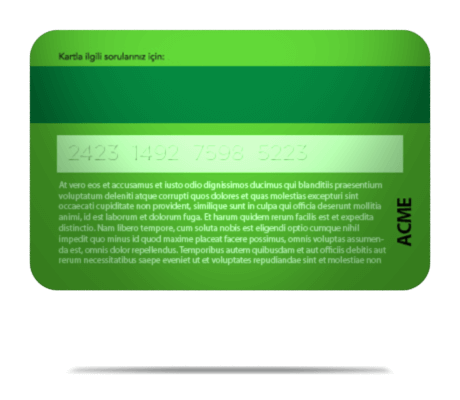 Kartla ilgili sorularınız için:
2423 1492 7593 5223
At vero eos et accusamus et iusto odio dignissimos ducimus qui blanditiis praesentium
voluptatum deleniti atque corrupti quos dolores et quas molestias excepturi sint
occaecati cupiditate non provident, similique sunt in culpa qui officia deserunt mollitia
animi, id est laborum et dolorum fuga. Et harum quidem rerum facilis est et expedita
distinctio. Nam libero tempore, cum soluta nobis est eligendi optio cumque nihil
impedit quo minus id quod maxime placeat facere possimus, omnis voluptas assumen-
da est, omnis dolor repellendus. Temporibus autem quibusdam et aut officiis debitis aut
rerum necessitatibus saepe eveniet ut et voluptates repudiandae sint et molestiae non
ACME